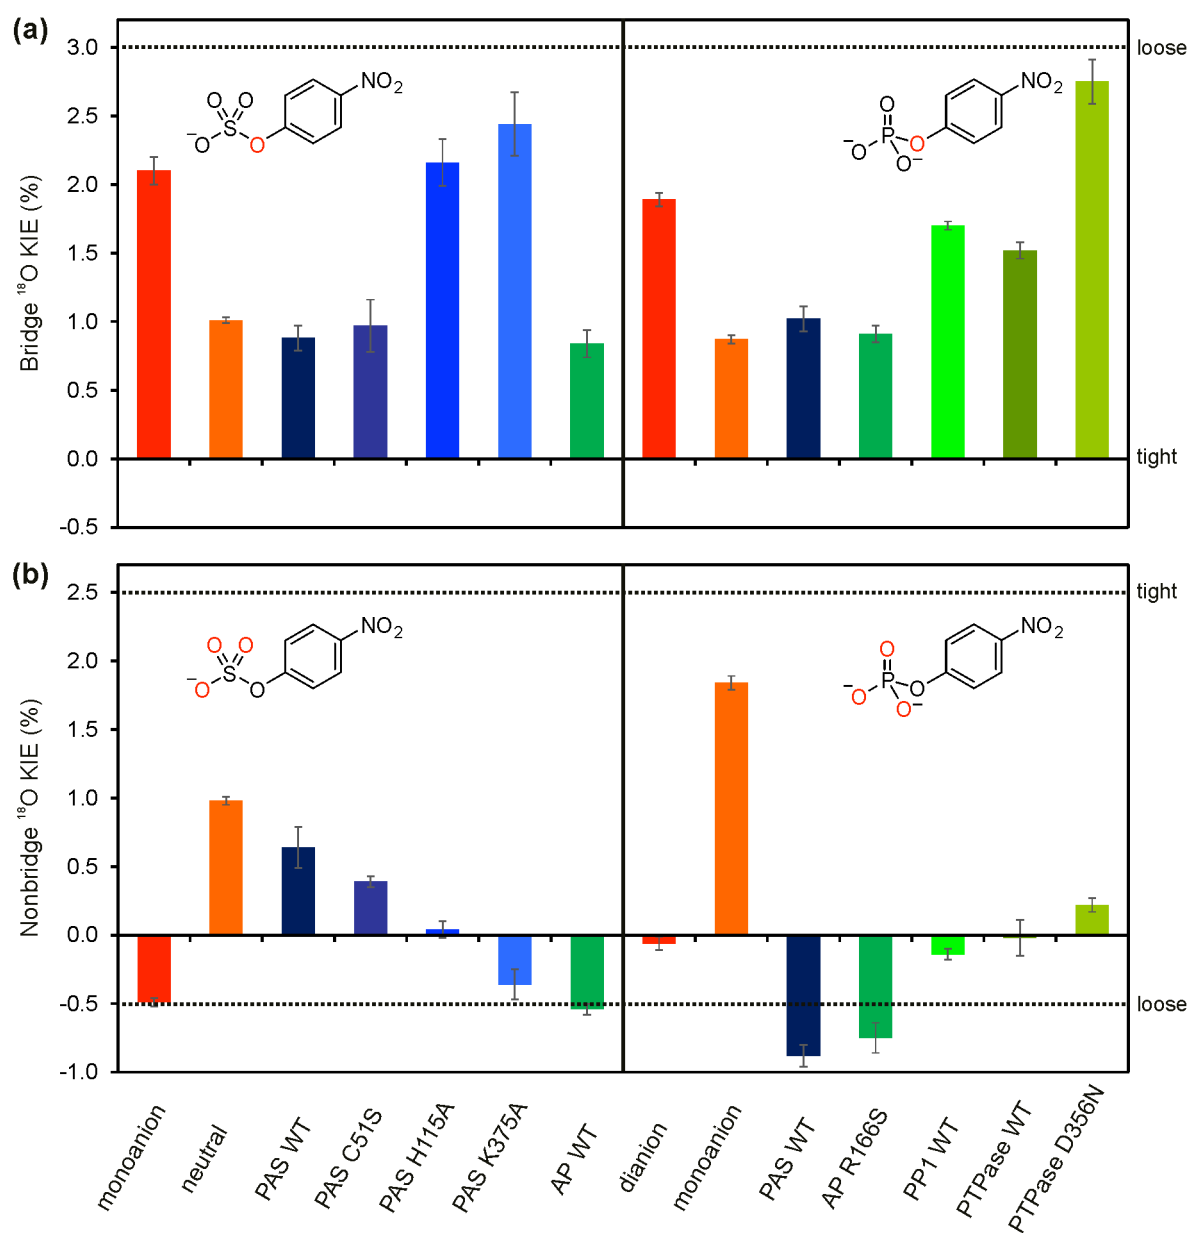 (a)
Bridge ¹⁸O KIE (%)
3.0
2.5
2.0
1.5
1.0
0.5
0.0
-0.5
loose
tight
O O
S
⁻O O
NO₂
O
P
⁻O O
O⁻
NO₂
(b)
Nonbridge ¹⁸O KIE (%)
2.5
2.0
1.5
1.0
0.5
0.0
-0.5
-1.0
tight
loose
O O
S
⁻O O
NO₂
O
P
⁻O O
O⁻
NO₂
monoanion
neutral
PAS WT
PAS C51S
PAS H115A
PAS K375A
AP WT
dianion
monoanion
PAS WT
AP R166S
PP1 WT
PTPase WT
PTPase D356N